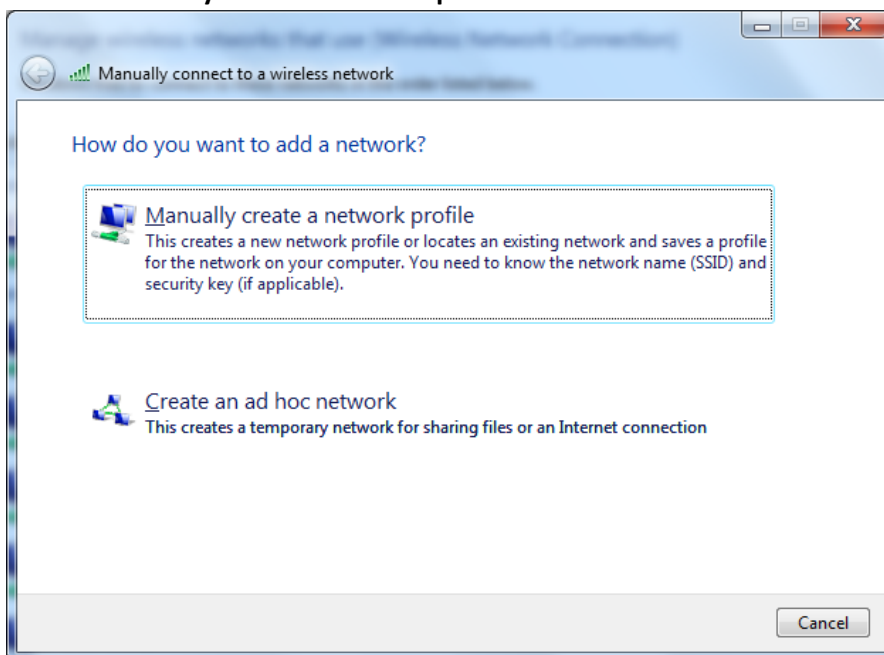 Manually connect to a wireless network
How do you want to add a network?
Manually create a network profile
This creates a new network profile or locates an existing network and saves a profile
for the network on your computer. You need to know the network name (SSID) and
security key (if applicable).
Create an ad hoc network
This creates a temporary network for sharing files or an Internet connection
Cancel